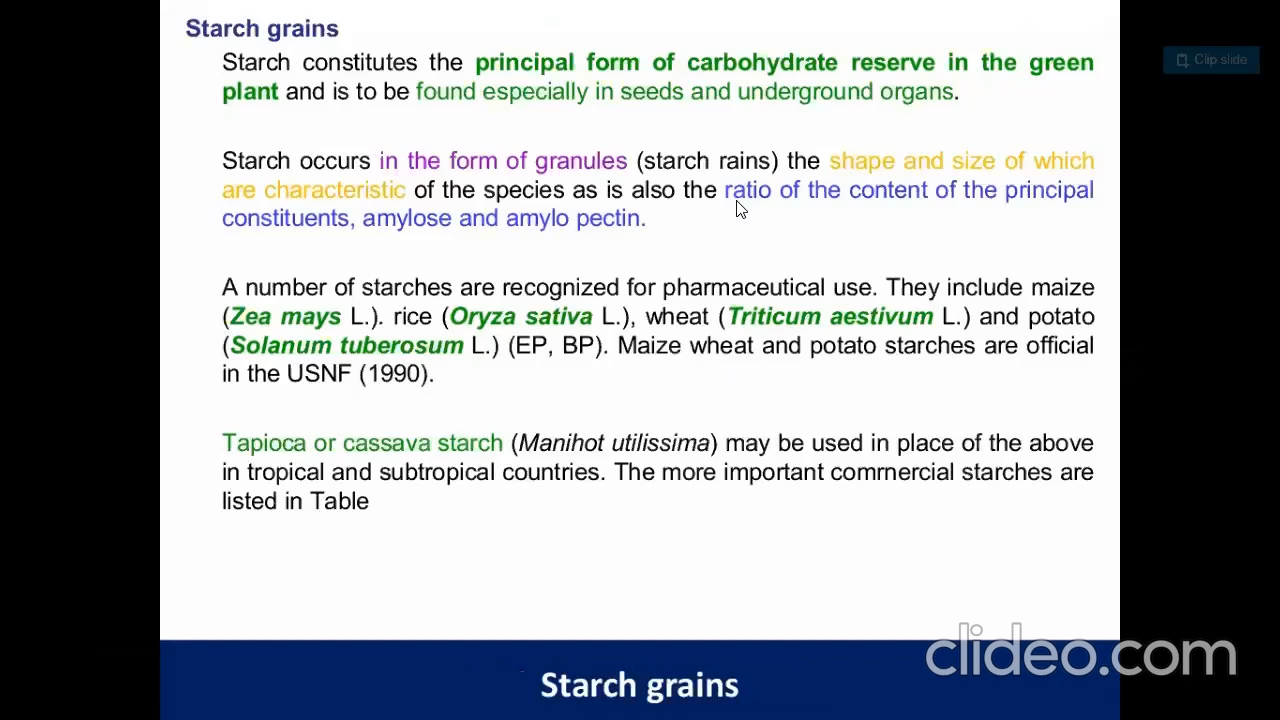 Starch grains
Starch constitutes the principal form of carbohydrate reserve in the green
plant and is to be found especially in seeds and underground organs.
Clip slide
Starch occurs in the form of granules (starch rains) the shape and size of which
are characteristic of the species as is also the ratio of the content of the principal
constituents, amylose and amylo pectin.
A number of starches are recognized for pharmaceutical use. They include maize
(Zea mays L.). rice (Oryza sativa L.), wheat (Triticum aestivum L.) and potato
(Solanum tuberosum L.) (EP, BP). Maize wheat and potato starches are official
in the USNF (1990).
Tapioca or cassava starch (Manihot utilissima) may be used in place of the above
in tropical and subtropical countries. The more important commercial starches are
listed in Table
clideo.com
Starch grains